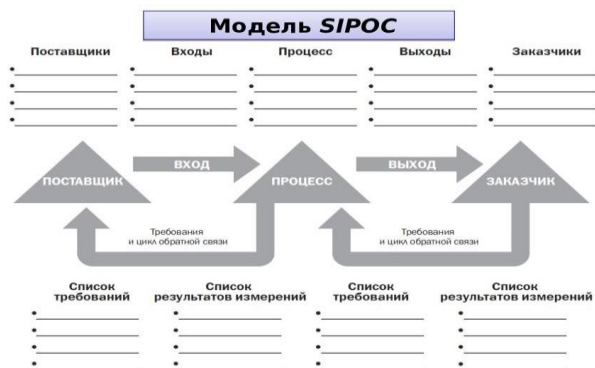 Модель SIPOC
Поставщики Входы Процесс Выходы Заказчики
ВХОД ВЫХОД
ПОСТАВЩИК ПРОЦЕСС ЗАКАЗЧИК
Требования
и цикл обратной связи
Требования
и цикл обратной связи
Список
требований
Список
результатов измерений
Список
требований
Список
результатов измерений